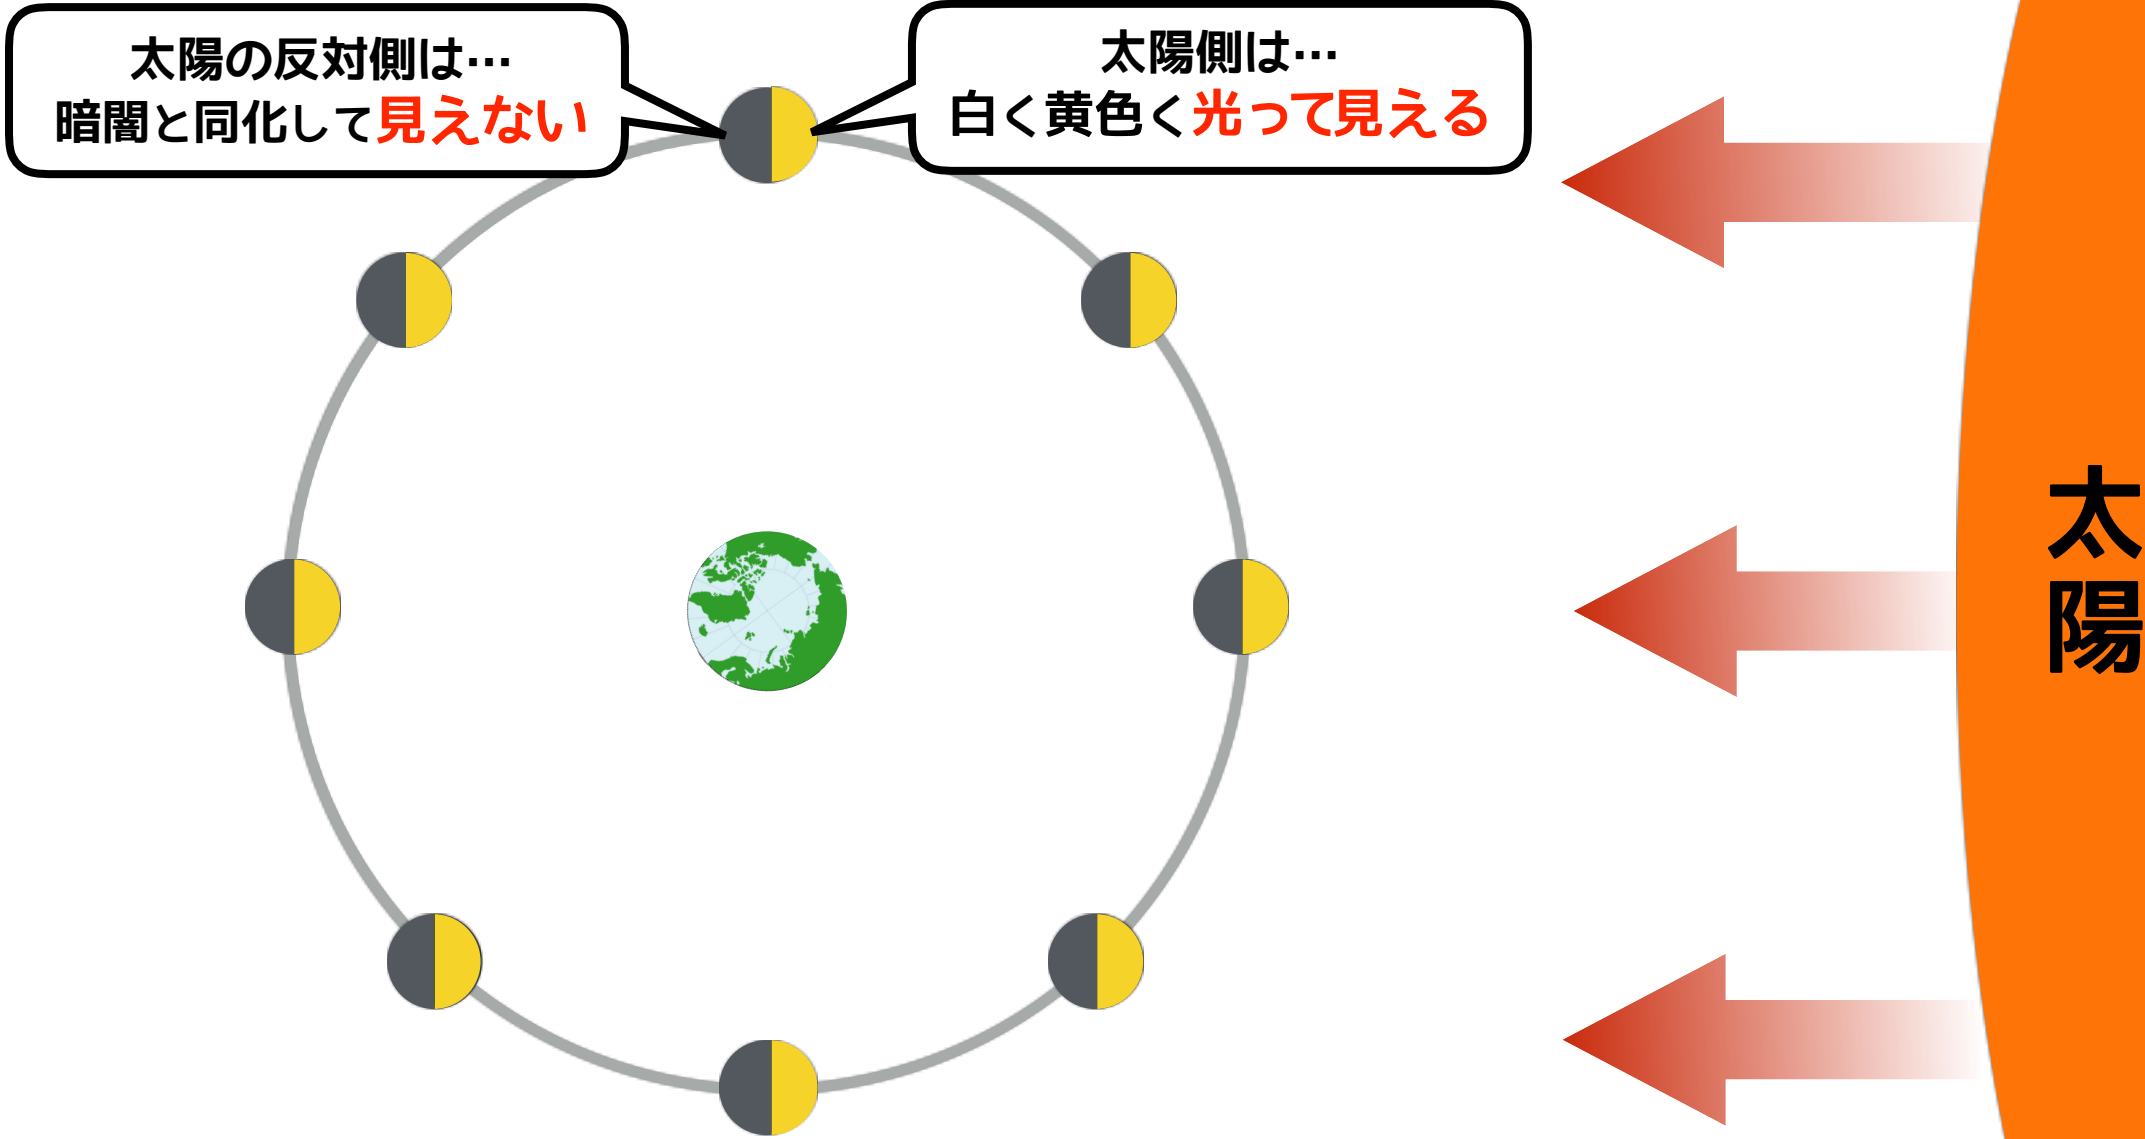 太陽の反対側は…
暗闇と同化して見えない
太陽側は…
白く黄色く光って見える
太陽